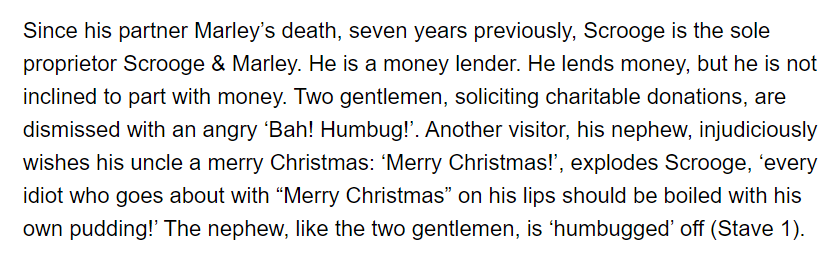 Since his partner Marley’s death, seven years previously, Scrooge is the sole
proprietor Scrooge & Marley. He is a money lender. He lends money, but he is not
inclined to part with money. Two gentlemen, soliciting charitable donations, are
dismissed with an angry ‘Bah! Humbug!’. Another visitor, his nephew, injudiciously
wishes his uncle a merry Christmas: ‘Merry Christmas!’, explodes Scrooge, ‘every
idiot who goes about with “Merry Christmas” on his lips should be boiled with his
own pudding!’ The nephew, like the two gentlemen, is ‘humbugged’ off (Stave 1).